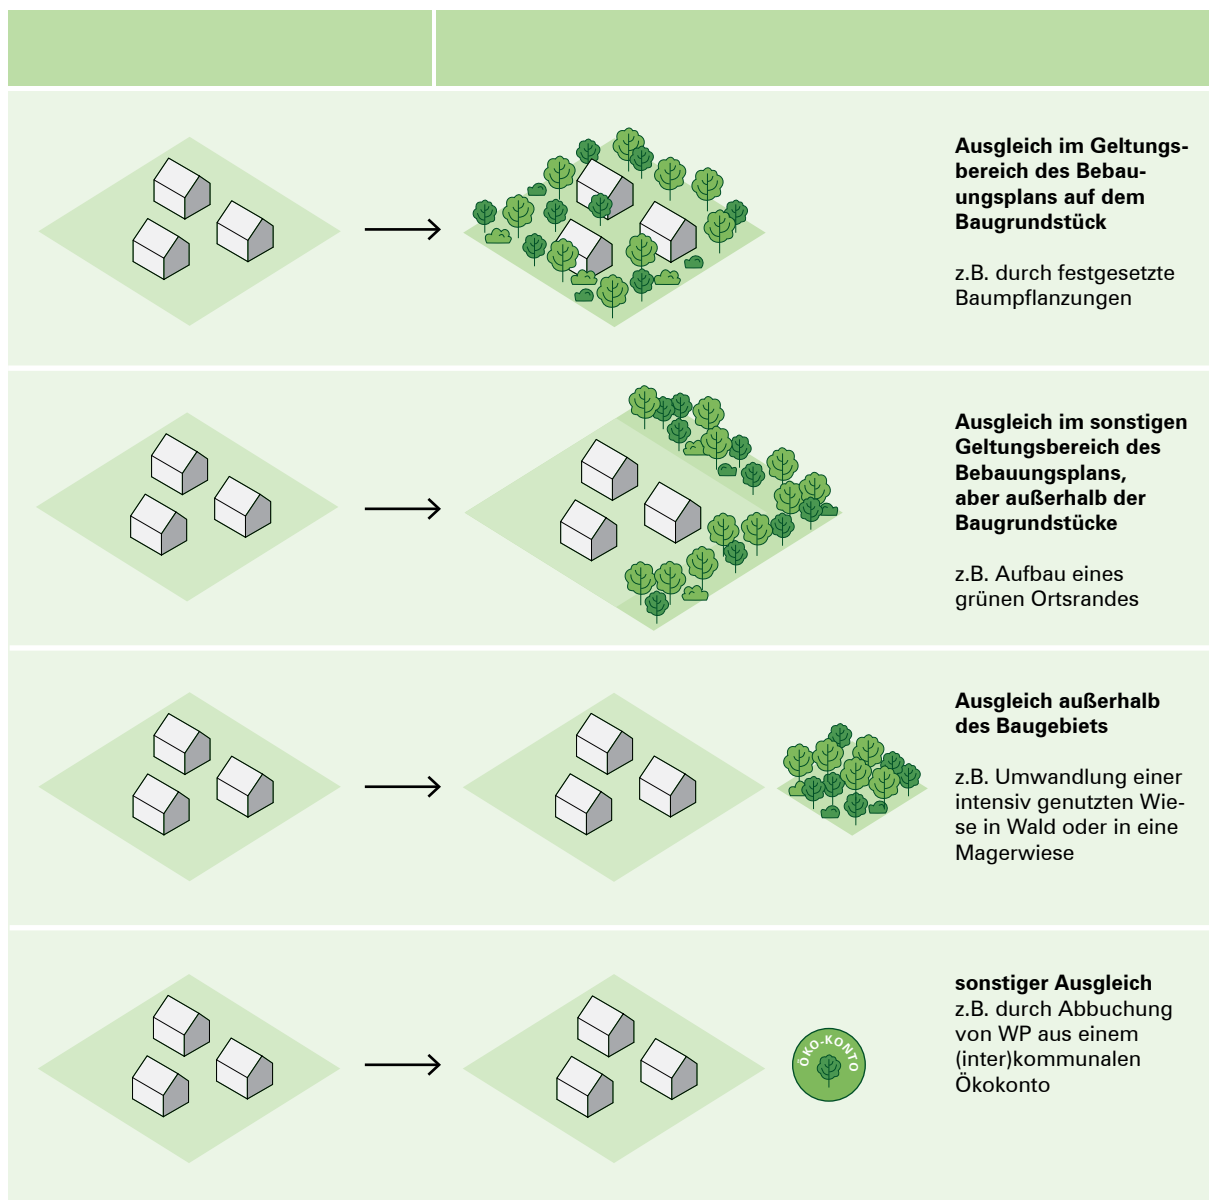 Ausgleich im Geltungs-
bereich des Bebau-
ungsplans auf dem
Baugrundstück
z.B. durch festgesetzte
Baumpflanzungen
Ausgleich im sonstigen
Geltungsbereich des
Bebauungsplans,
aber außerhalb der
Baugrundstücke
z.B. Aufbau eines
grünen Ortsrandes
Ausgleich außerhalb
des Baugebiets
z.B. Umwandlung einer
intensiv genutzten Wie-
se in Wald oder in eine
Magerwiese
ÖKO-KONTO
sonstiger Ausgleich
z.B. durch Abbuchung
von WP aus einem
(inter)kommunalen
Ökokonto